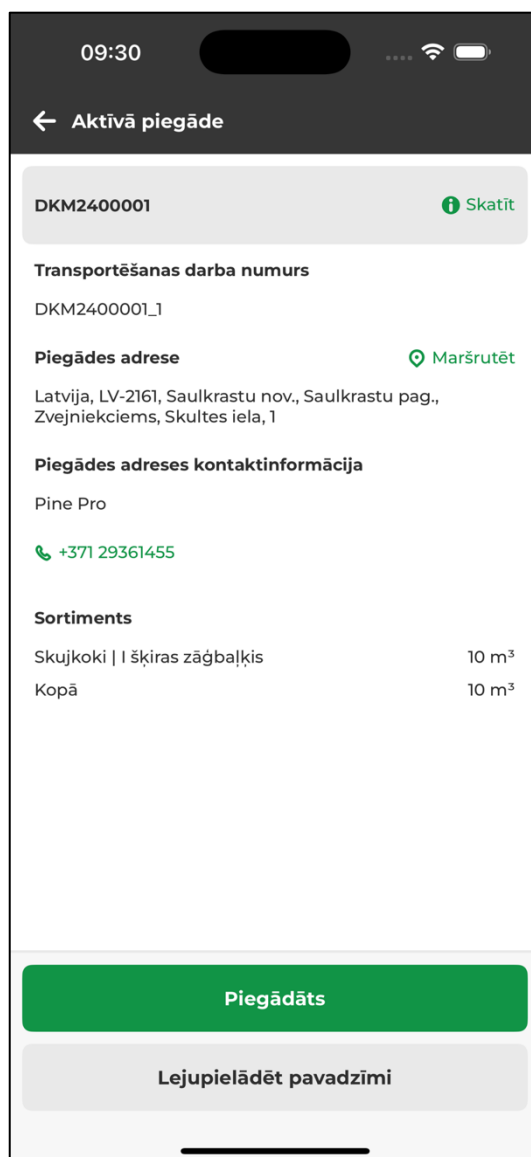 09:30
Aktīvā piegāde
DKM2400001 Skatīt
Transportēšanas darba numurs
DKM2400001_1
Piegādes adrese Maršrutēt
Latvija, LV-2161, Saulkrastu nov., Saulkrastu pag.,
Zvejniekciems, Skultes iela, 1
Piegādes adreses kontaktinformācija
Pine Pro
+371 29361455
Sortiments
Skujkoki | I šķiras zāģbaļķis 10 m³
Kopā 10 m³
Piegādāts
Lejupielādēt pavadzīmi